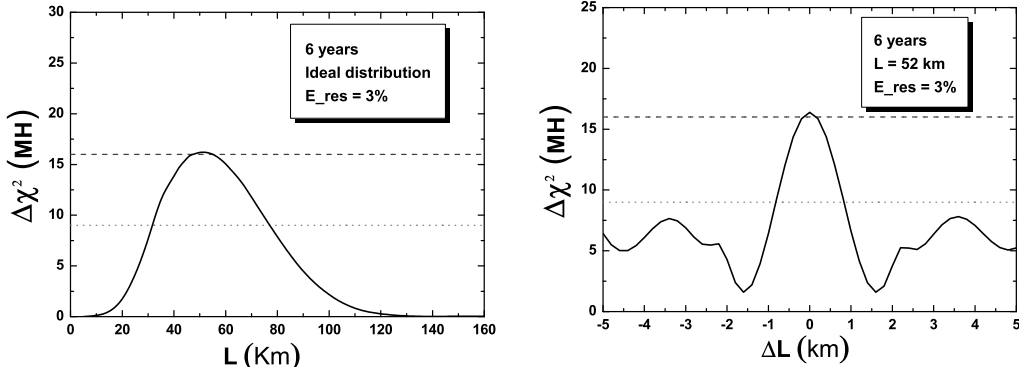 30
25
20
15
10
5
0
Δχ² (MH)
6 years
Ideal distribution
E_res = 3%
0 20 40 60 80 100 120 140 160
L (Km)
25
20
15
10
5
0
Δχ² (MH)
6 years
L = 52 km
E_res = 3%
-5 -4 -3 -2 -1 0 1 2 3 4 5
ΔL (km)